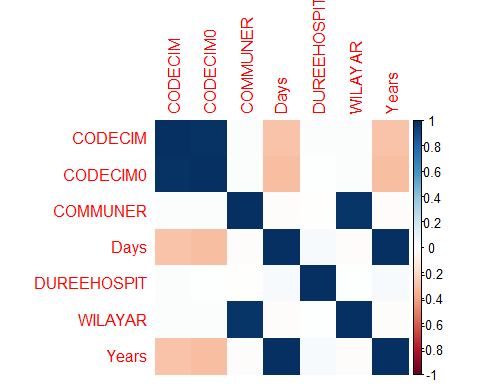 CODECIM
CODECIM0
COMMUNER
Days
DUREEHOSPIT
WILAYAR
Years
CODECIM
CODECIM0
COMMUNER
Days
DUREEHOSPIT
WILAYAR
Years
1
0.8
0.6
0.4
0.2
0
-0.2
-0.4
-0.6
-0.8
-1